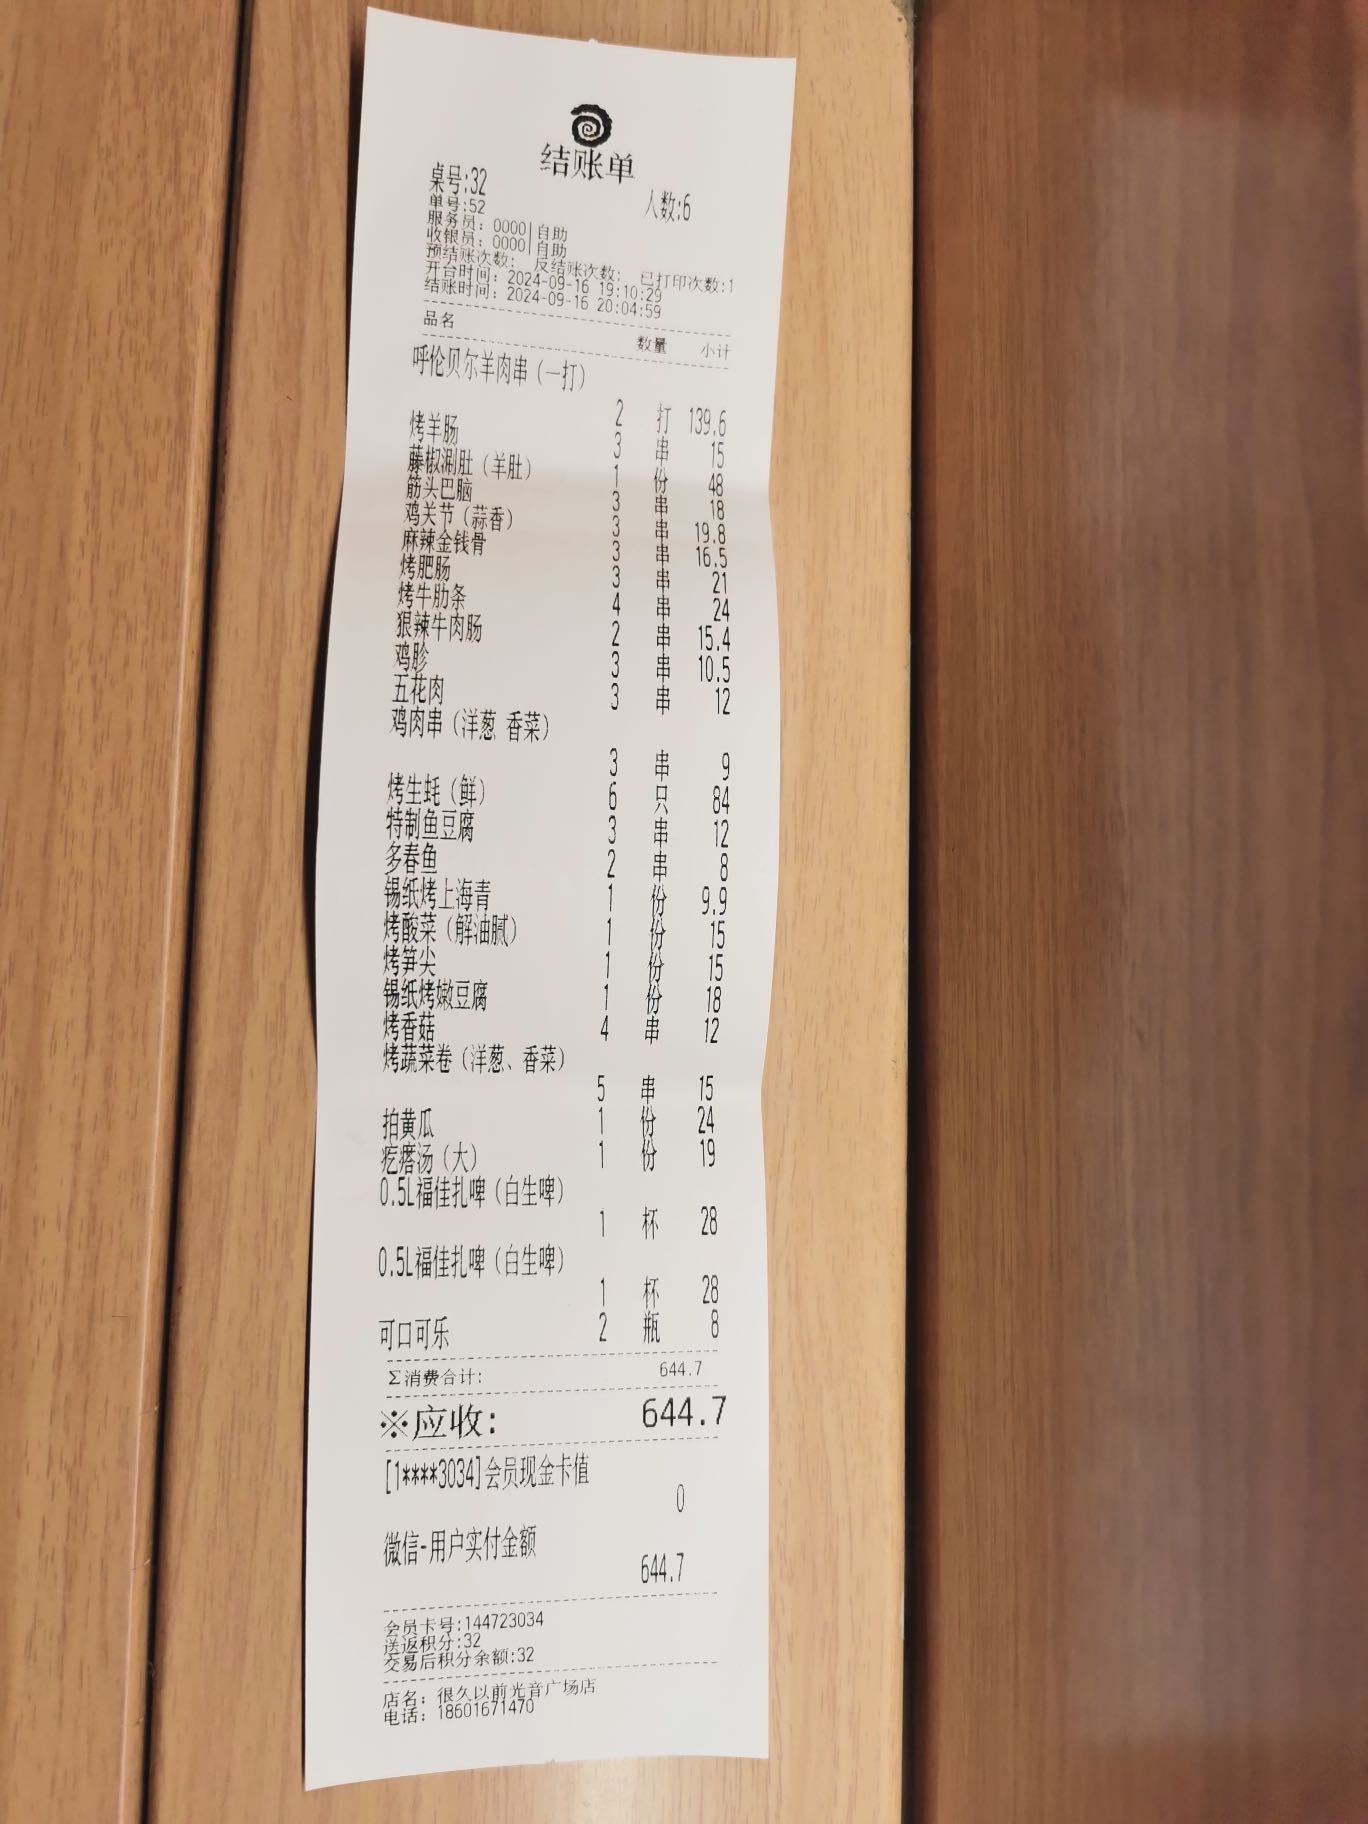 结账单
桌号:32 人数:6
单号:52
服务员: 0000|自助
收银员: 0000|自助
预结账次数: 反结账次数: 已打印次数:1
开台时间: 2024-09-16 19:10:29
结账时间: 2024-09-16 20:04:59
品名 数量 小计
呼伦贝尔羊肉串(一打)
2 打 139.6
烤羊肠 3 串 15
藤椒涮肚(羊肚) 1 份 48
筋头巴脑 3 串 18
鸡关节(蒜香) 3 串 19.8
麻辣金钱骨 3 串 16.5
烤肥肠 3 串 21
烤牛肋条 4 串 24
狠辣牛肉肠 2 串 15.4
鸡胗 3 串 10.5
五花肉 3 串 12
鸡肉串(洋葱 香菜)
3 串 9
烤生蚝(鲜) 6 只 84
特制鱼豆腐 3 串 12
多春鱼 2 串 8
锡纸烤上海青 1 份 9.9
烤酸菜(解油腻) 1 份 15
烤笋尖 1 份 15
锡纸烤嫩豆腐 1 份 18
烤香菇 4 串 12
烤蔬菜卷(洋葱、香菜)
5 串 15
拍黄瓜 1 份 24
疙瘩汤(大) 1 份 19
0.5L福佳扎啤(白生啤)
1 杯 28
0.5L福佳扎啤(白生啤)
1 杯 28
可口可乐 2 瓶 8
Σ消费合计: 644.7
※应收: 644.7
[1****3034]会员现金卡值
0
微信-用户实付金额
644.7
会员卡号:144723034
送返积分:32
交易后积分余额:32
店名: 很久以前光音广场店
电话: 18601671470